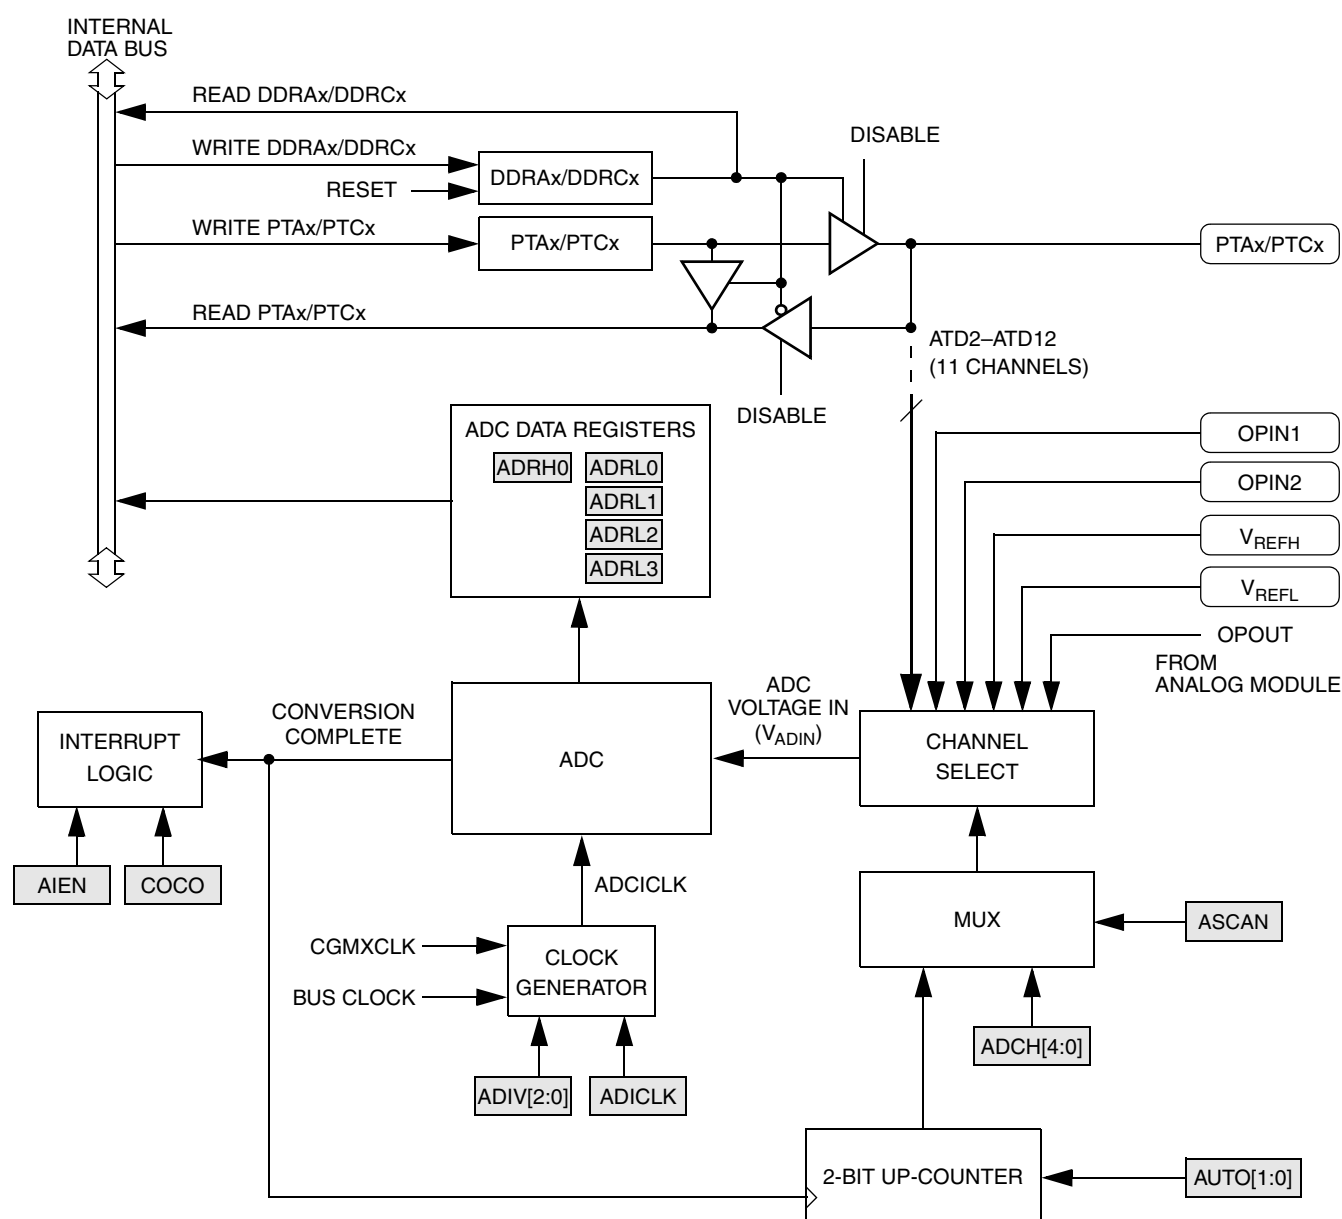 INTERNAL
DATA BUS
READ DDRAx/DDRCx
WRITE DDRAx/DDRCx
RESET
DDRAx/DDRCx
DISABLE
WRITE PTAx/PTCx
PTAx/PTCx
PTAx/PTCx
READ PTAx/PTCx
DISABLE
ATD2–ATD12
(11 CHANNELS)
ADC DATA REGISTERS
ADRH0
ADRL0
ADRL1
ADRL2
ADRL3
OPIN1
OPIN2
VREFH
VREFL
OPOUT
FROM
ANALOG MODULE
INTERRUPT
LOGIC
CONVERSION
COMPLETE
ADC
ADC
VOLTAGE IN
(VADIN)
CHANNEL
SELECT
AIEN
COCO
ADCICLK
MUX
ASCAN
CGMXCLK
BUS CLOCK
CLOCK
GENERATOR
ADCH[4:0]
ADIV[2:0]
ADICLK
2-BIT UP-COUNTER
AUTO[1:0]